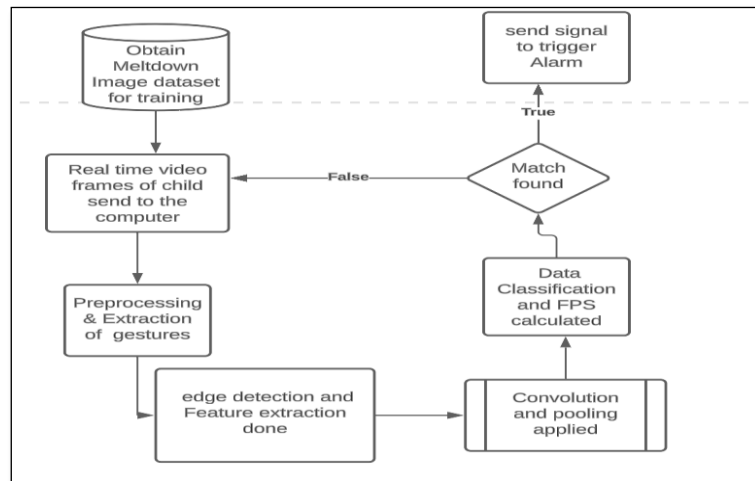 Obtain
Meltdown
Image dataset
for training
Real time video
frames of child
send to the
computer
Preprocessing
& Extraction
of gestures
edge detection and
Feature extraction
done
Convolution
and pooling
applied
Data
Classification
and FPS
calculated
Match
found
False
True
send signal
to trigger
Alarm